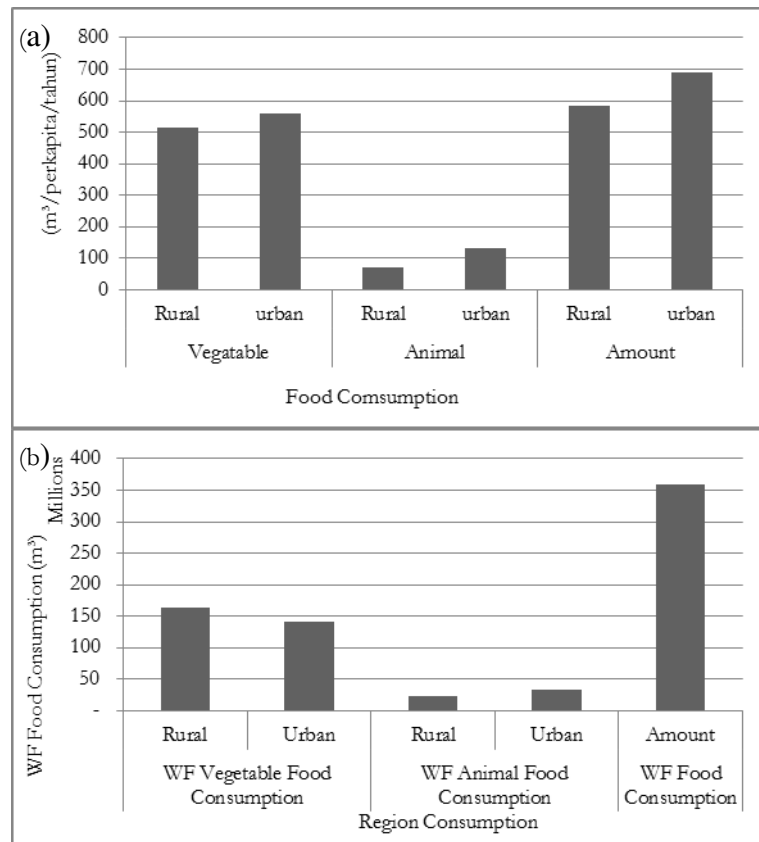 (a)
(m³/perkapita/tahun)
800
700
600
500
400
300
200
100
0
Rural urban Rural urban Rural urban
Vegatable Animal Amount
Food Comsumption
(b)
WF Food Consumption (m³)
Millions
400
350
300
250
200
150
100
50
-
Rural Urban Rural Urban Amount
WF Vegetable Food WF Animal Food WF Food
Consumption Consumption Consumption
Region Consumption